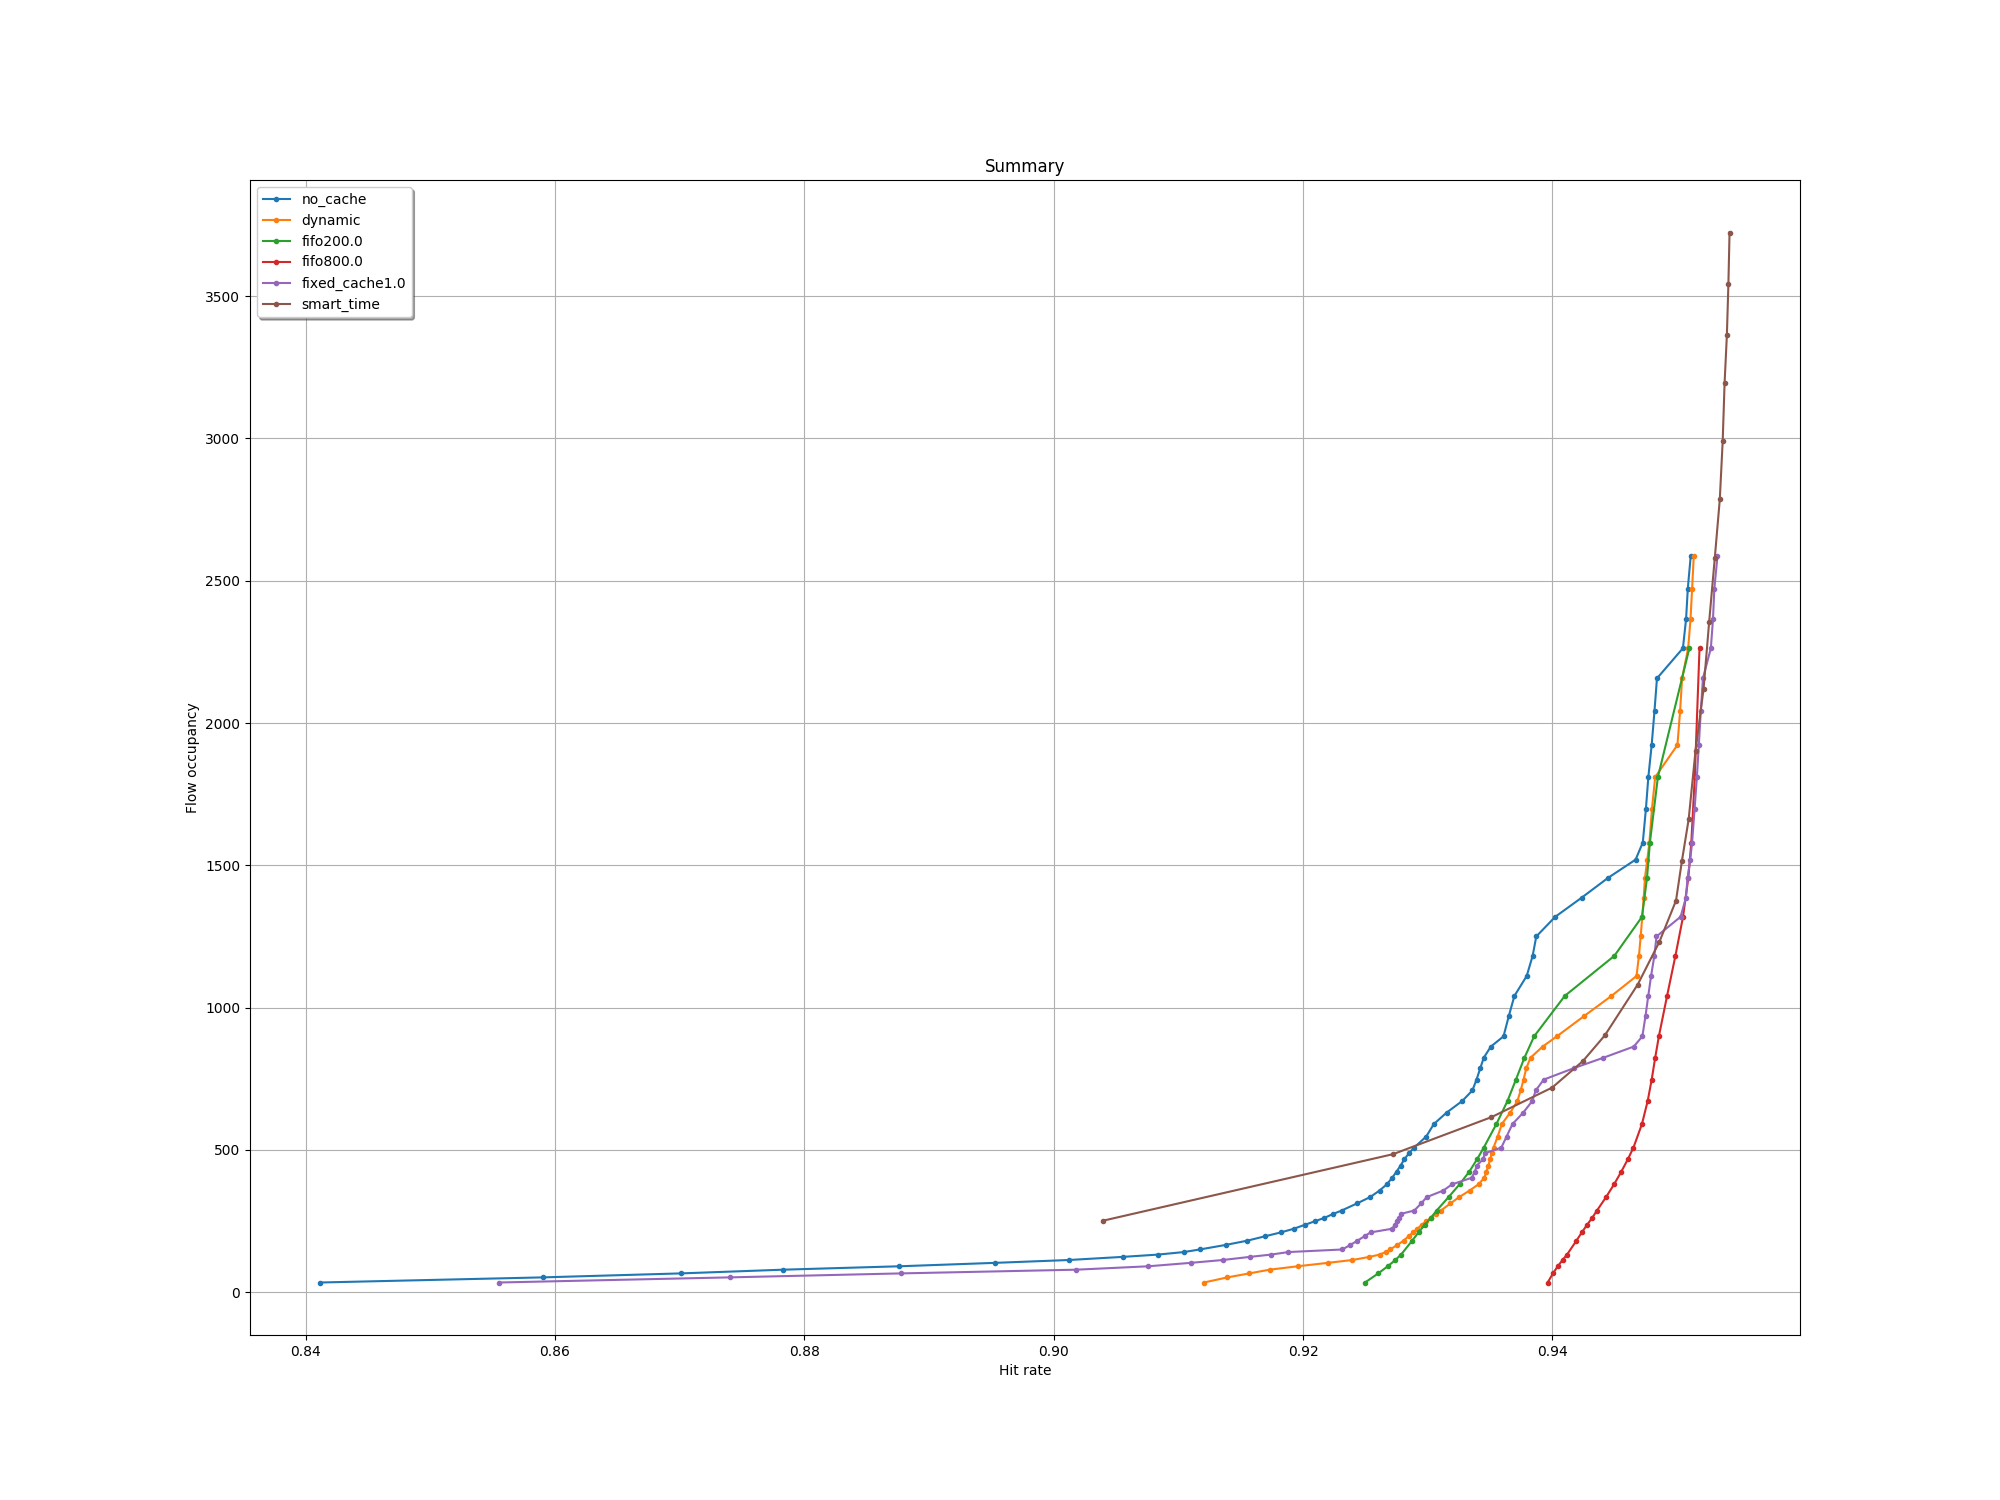 Summary
no_cache
dynamic
fifo200.0
fifo800.0
fixed_cache1.0
smart_time
3500
3000
2500
2000
1500
1000
500
0
Flow occupancy
0.84 0.86 0.88 0.90 0.92 0.94
Hit rate